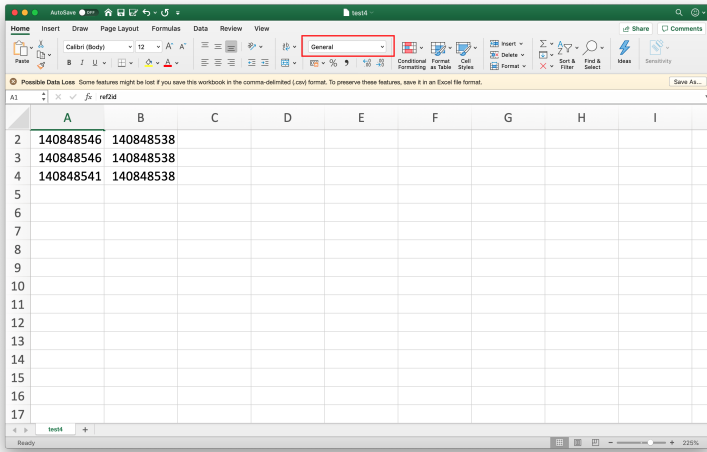 AutoSave OFF test4
Home Insert Draw Page Layout Formulas Data Review View Share Comments
Paste Calibri (Body) 12 A^ A˅ General Conditional Formatting Format as Table Cell Styles Insert Delete Format Sort & Filter Find & Select Ideas Sensitivity
B I U A % 
Possible Data Loss Some features might be lost if you save this workbook in the comma-delimited (.csv) format. To preserve these features, save it in an Excel file format. Save As...
A1 fx ref2id
A B C D E F G H I
2 140848546 140848538
3 140848546 140848538
4 140848541 140848538
5
6
7
8
9
10
11
12
13
14
15
16
17
test4 +
Ready 225%